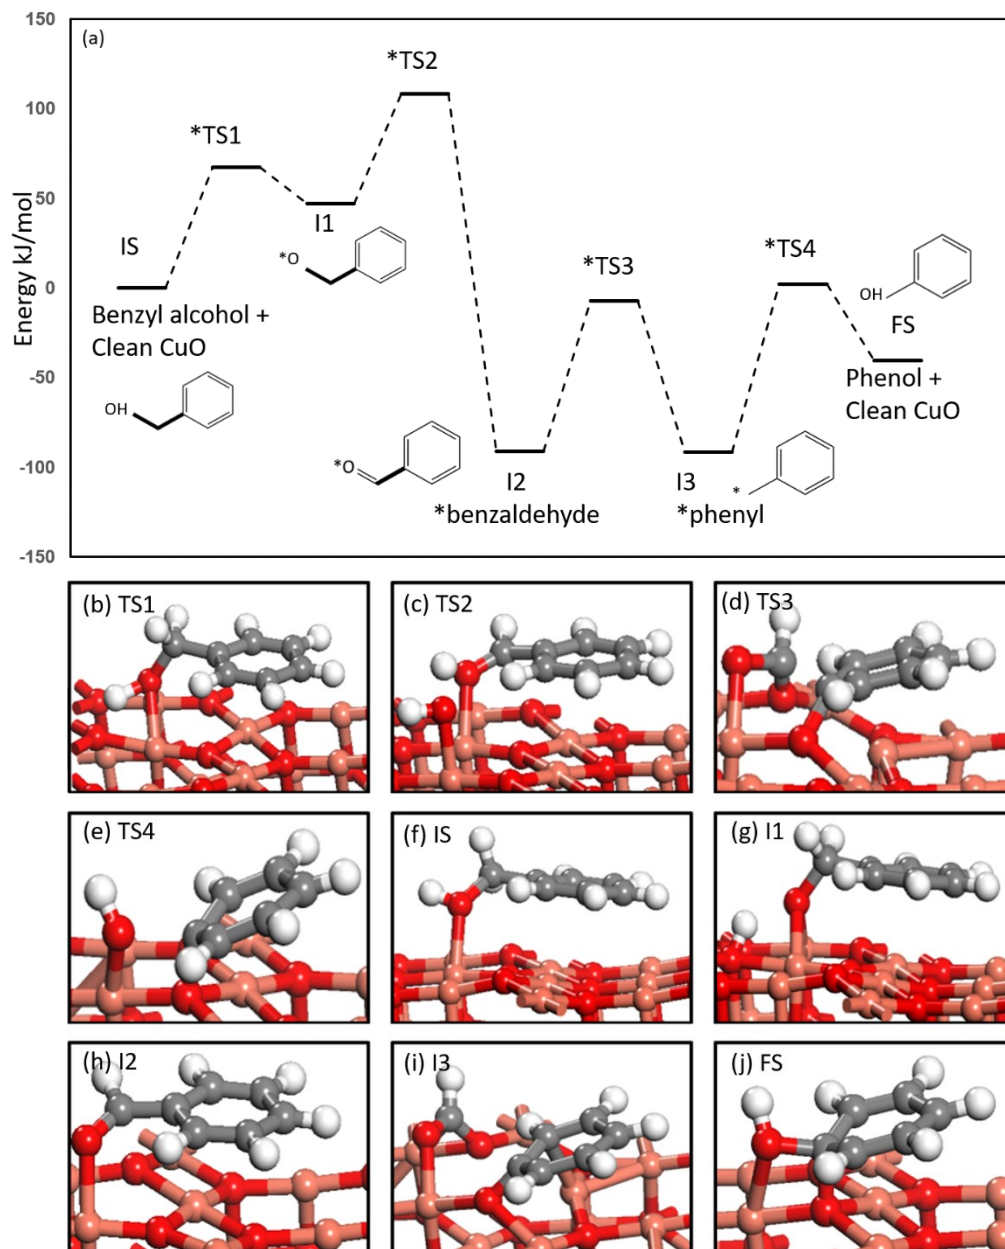 150
(a)
*TS2
100
*TS1
50
I1
*O
IS
0
*TS3
*TS4
OH
FS
Energy kJ/mol
Benzyl alcohol +
Clean CuO
Phenol +
Clean CuO
OH
-50
*O
-100
I2
*benzaldehyde
I3
*phenyl
*
-150
(b) TS1
(c) TS2
(d) TS3
(e) TS4
(f) IS
(g) I1
(h) I2
(i) I3
(j) FS